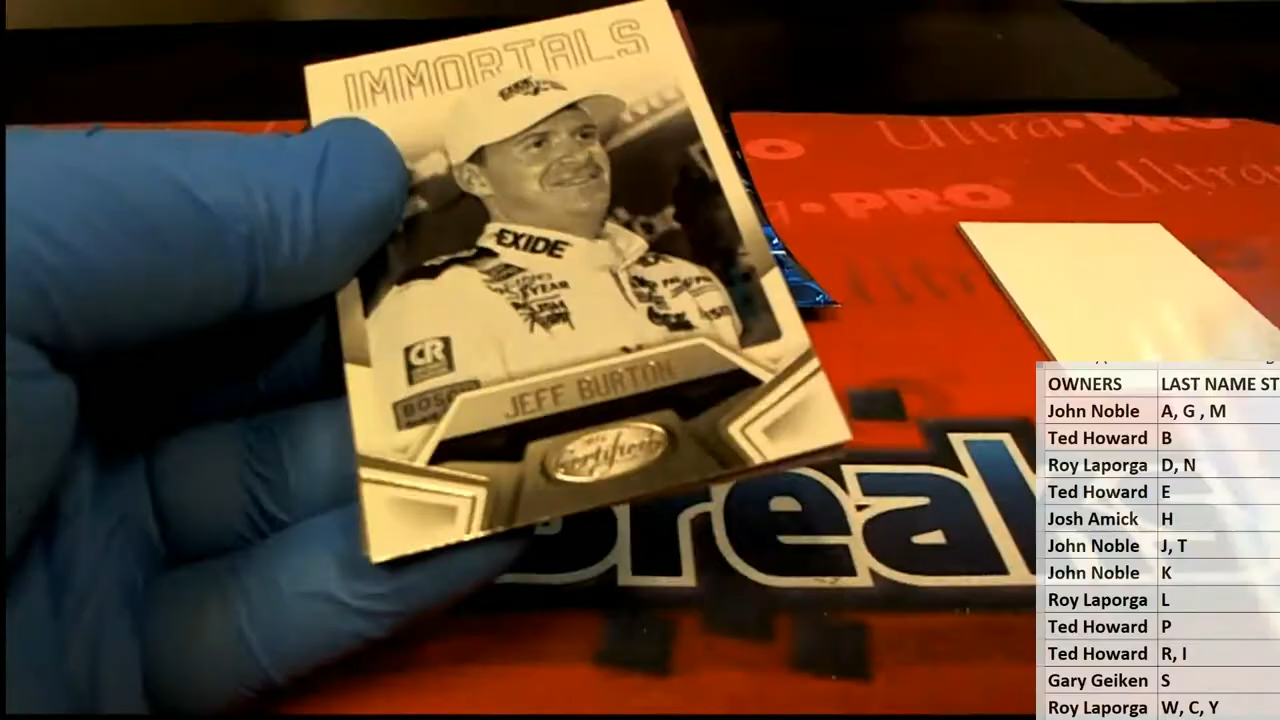 IMMORTALS
EXIDE
CR
BOSC
JEFF BURTON
Certified
Ultra•PRO
PRO
Ultra
Break
OWNERS LAST NAME ST
John Noble A, G , M
Ted Howard B
Roy Laporga D, N
Ted Howard E
Josh Amick H
John Noble J, T
John Noble K
Roy Laporga L
Ted Howard P
Ted Howard R, I
Gary Geiken S
Roy Laporga W, C, Y